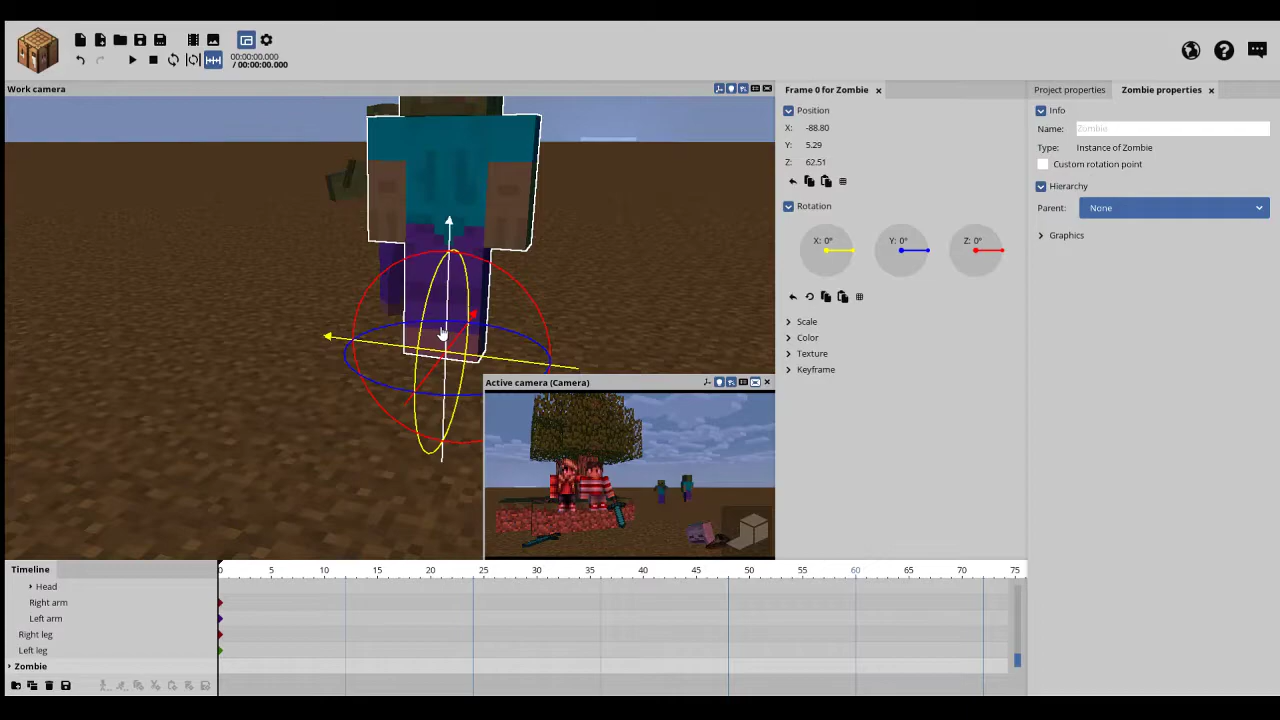 00:00:00.000
/ 00:00:00.000
Work camera
Frame 0 for Zombie
Project properties
Zombie properties
Position
X: -88.80
Y: 5.29
Z: 62.51
Rotation
X: 0°
Y: 0°
Z: 0°
Scale
Color
Texture
Keyframe
Info
Name: Zombie
Type: Instance of Zombie
Custom rotation point
Hierarchy
Parent: None
Graphics
Active camera (Camera)
Timeline
0 5 10 15 20 25 30 35 40 45 50 55 60 65 70 75
Head
Right arm
Left arm
Right leg
Left leg
Zombie